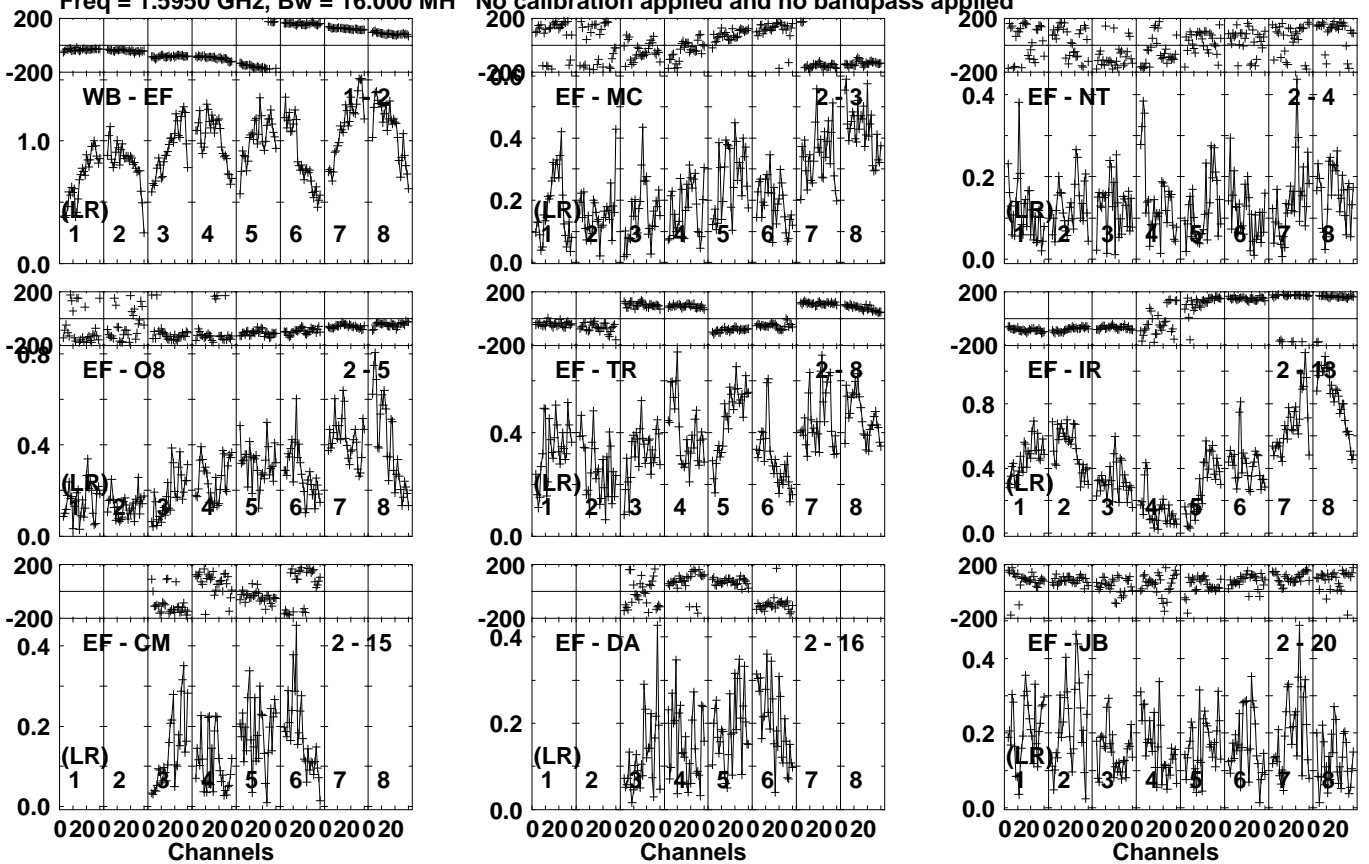 Freq = 1.5950 GHz, Bw = 16.000 MH No calibration applied and no bandpass applied
200
-200
WB - EF 1 - 2
1.0
(LR)
1 2 3 4 5 6 7 8
0.0
200
-200
0.6
EF - MC 2 - 3
0.4
0.2
(LR)
1 2 3 4 5 6 7 8
0.0
200
-200
0.4
EF - NT 2 - 4
0.2
(LR)
1 2 3 4 5 6 7 8
0.0
200
-200
0.8
EF - O8 2 - 5
0.4
(LR)
1 2 3 4 5 6 7 8
0.0
200
-200
EF - TR 2 - 8
0.4
(LR)
1 2 3 4 5 6 7 8
0.0
200
-200
EF - IR 2 - 13
0.8
0.4
(LR)
1 2 3 4 5 6 7 8
0.0
200
-200
0.4
EF - CM 2 - 15
0.2
(LR)
1 2 3 4 5 6 7 8
0.0
020020020020020020020020
Channels
200
-200
0.4
EF - DA 2 - 16
0.2
(LR)
1 2 3 4 5 6 7 8
0.0
020020020020020020020020
Channels
200
-200
EF - JB 2 - 20
0.4
0.2
(LR)
1 2 3 4 5 6 7 8
0.0
020020020020020020020020
Channels